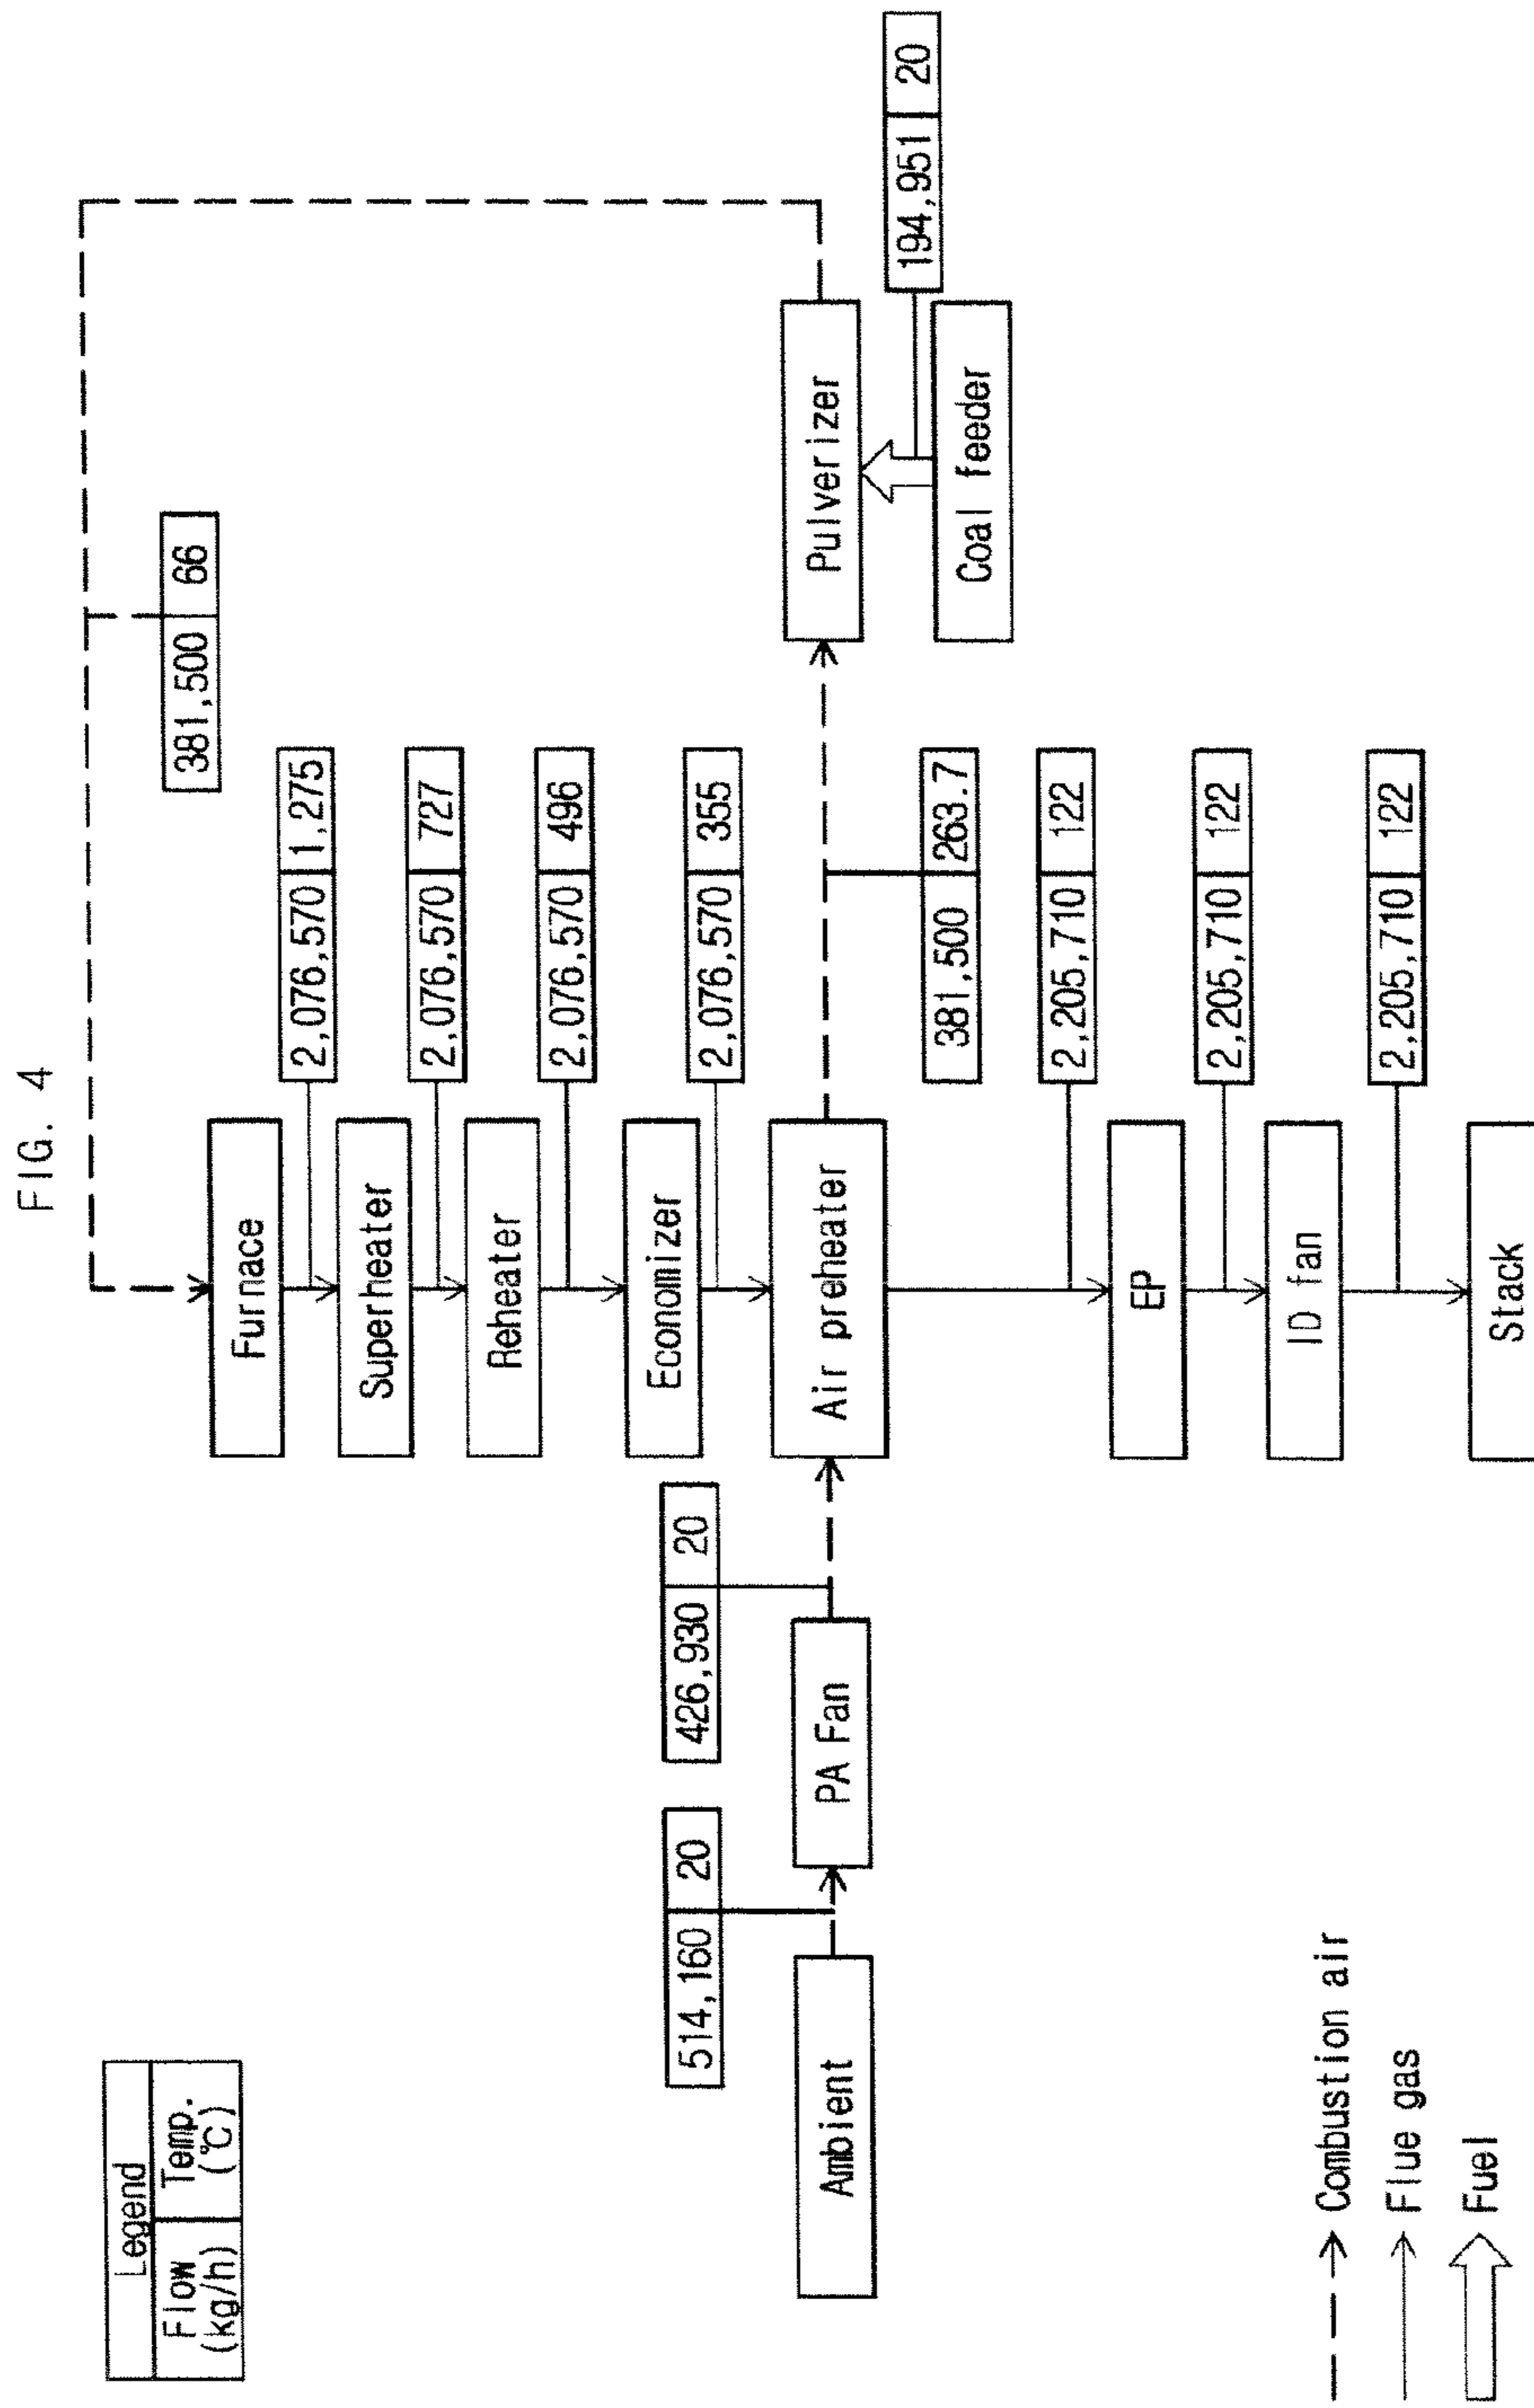 FIG. 4
Legend
Flow
(kg/h)
Temp.
(℃)
381,500
66
Furnace
2,076,570
1,275
Superheater
2,076,570
727
Reheater
2,076,570
496
Economizer
2,076,570
355
Ambient
514,160
20
PA Fan
426,930
20
Air preheater
381,500
263.7
Pulverizer
194,951
20
Coal feeder
2,205,710
122
EP
2,205,710
122
ID fan
2,205,710
122
Stack
Combustion air
Flue gas
Fuel